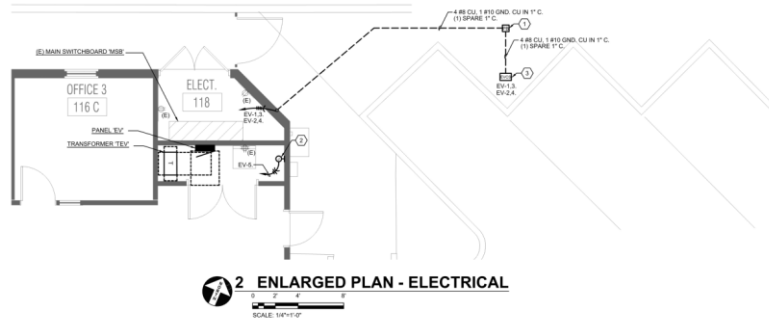 4 #8 CU, 1 #10 GND. CU IN 1" C.
(1) SPARE 1" C.
1
4 #8 CU, 1 #10 GND. CU IN 1" C.
(1) SPARE 1" C.
3
EV-1,3.
EV-2,4.
(E) MAIN SWITCHBOARD 'MSB'
OFFICE 3
116 C
ELECT.
118
(E)
(E)
EV-1,3.
EV-2,4.
PANEL 'EV'
TRANSFORMER 'TEV'
2
(E)
EV-5.
T
2 ENLARGED PLAN - ELECTRICAL
0 2' 4' 8'
SCALE: 1/4"=1'-0"